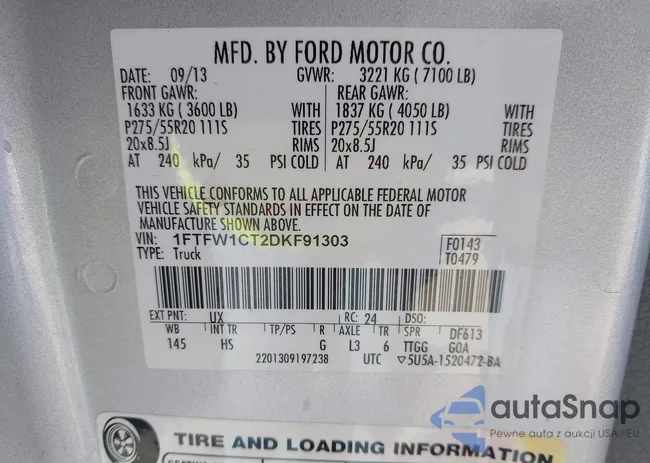 MFD. BY FORD MOTOR CO.
DATE: 09/13 GVWR: 3221 KG ( 7100 LB)
FRONT GAWR: REAR GAWR:
1633 KG ( 3600 LB) WITH 1837 KG ( 4050 LB) WITH
P275/55R20 111S TIRES P275/55R20 111S TIRES
20x8.5J RIMS 20x8.5J RIMS
AT 240 kPa/ 35 PSI COLD AT 240 kPa/ 35 PSI COLD
THIS VEHICLE CONFORMS TO ALL APPLICABLE FEDERAL MOTOR
VEHICLE SAFETY STANDARDS IN EFFECT ON THE DATE OF
MANUFACTURE SHOWN ABOVE.
VIN: 1FTFW1CT2DKF91303 F0143
TYPE: Truck T0479
EXT PNT: UX RC: 24 DSO:
WB INT TR TP/PS R AXLE TR SPR DF613
145 HS G L3 6 TTGG GOA
2201309197238 UTC ▽5U5A-1520472-BA
autaSnap
Pewne auta z aukcji USA i EU
TIRE AND LOADING INFORMATION